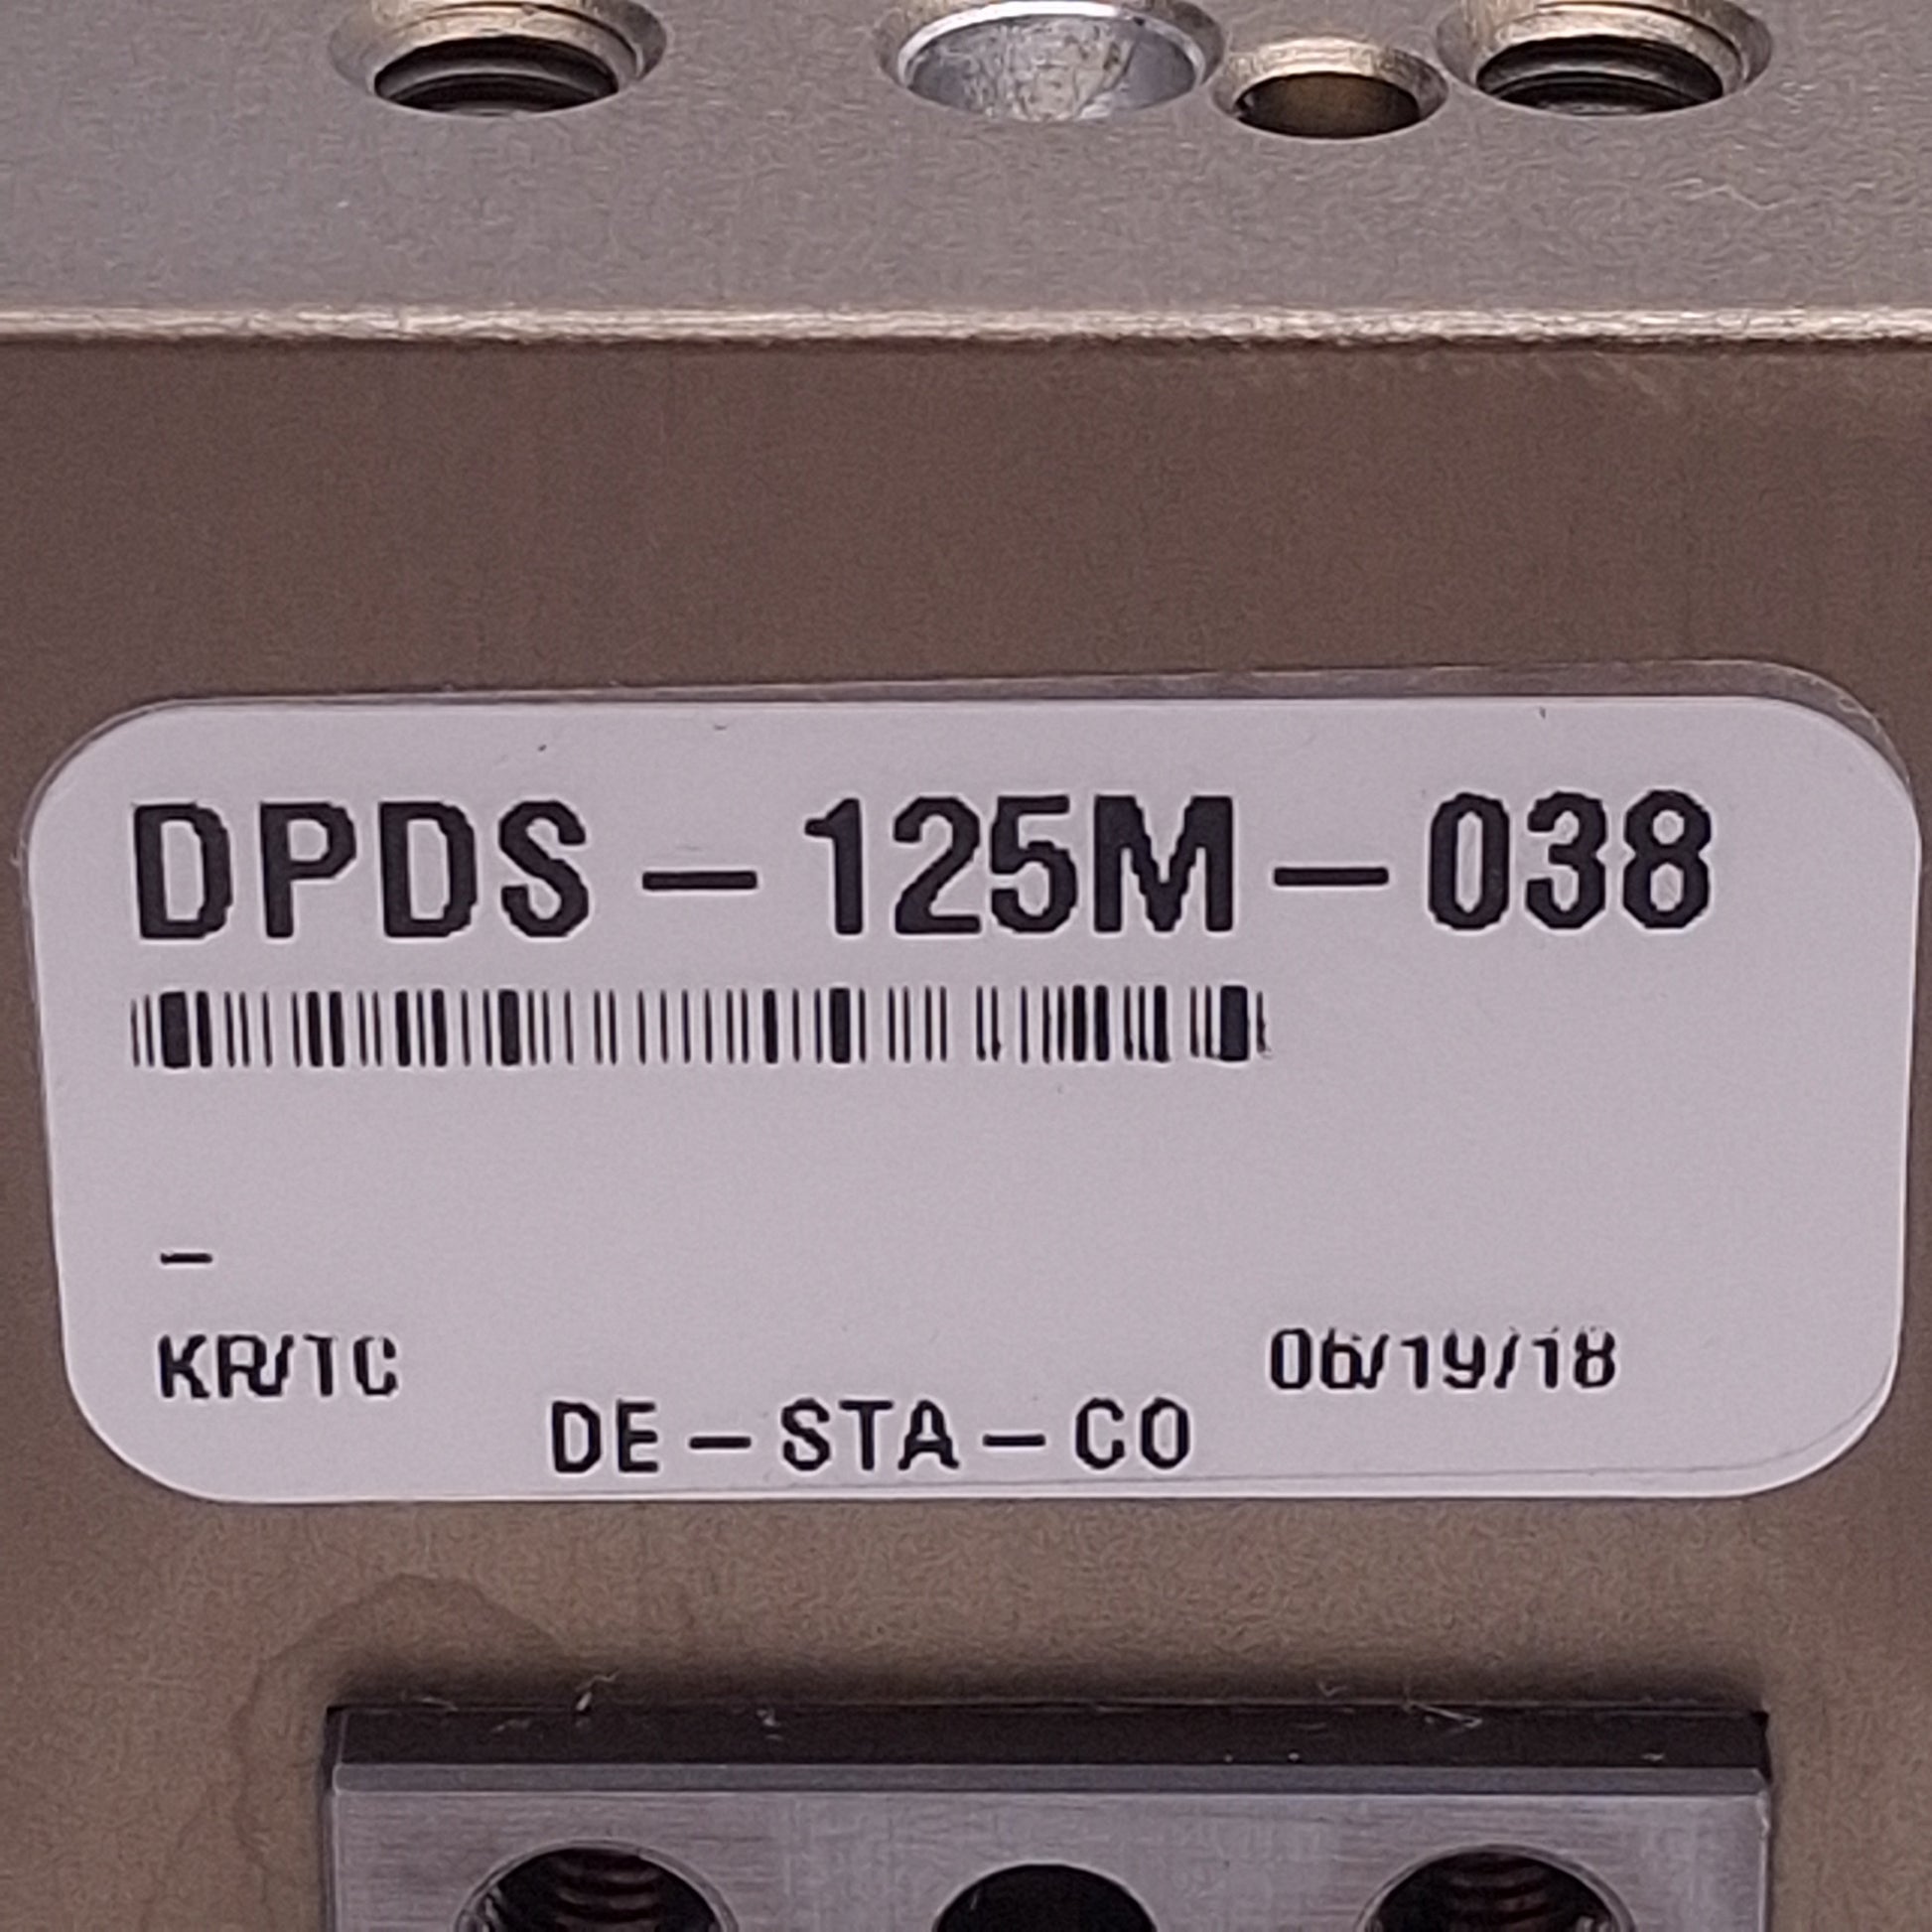 DPDS-125M-038
-
KR/TC 06/19/18
DE-STA-CO